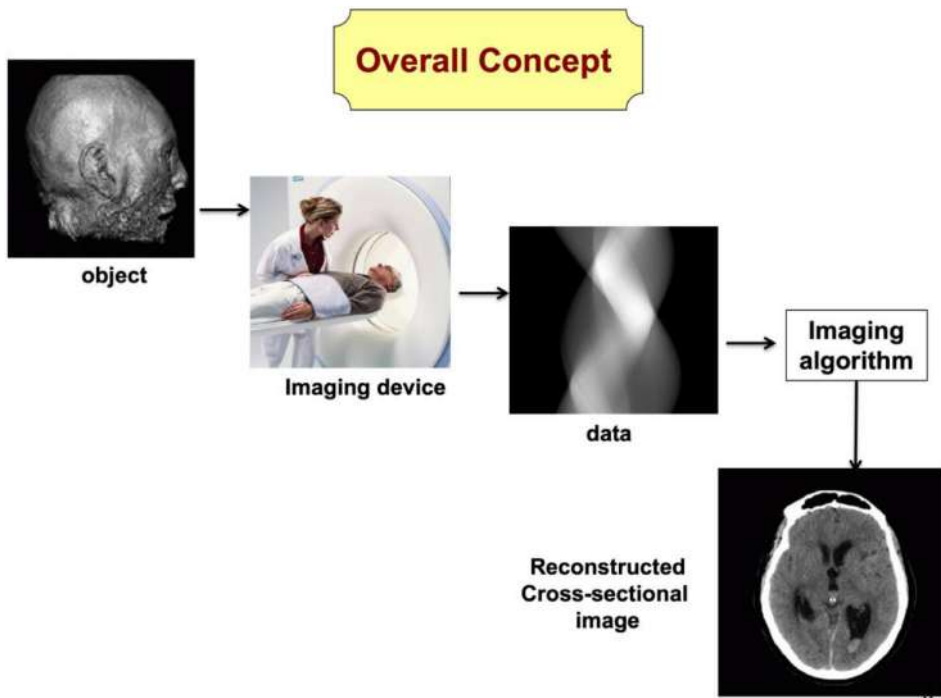 Overall Concept
object
Imaging device
data
Imaging
algorithm
Reconstructed
Cross-sectional
image